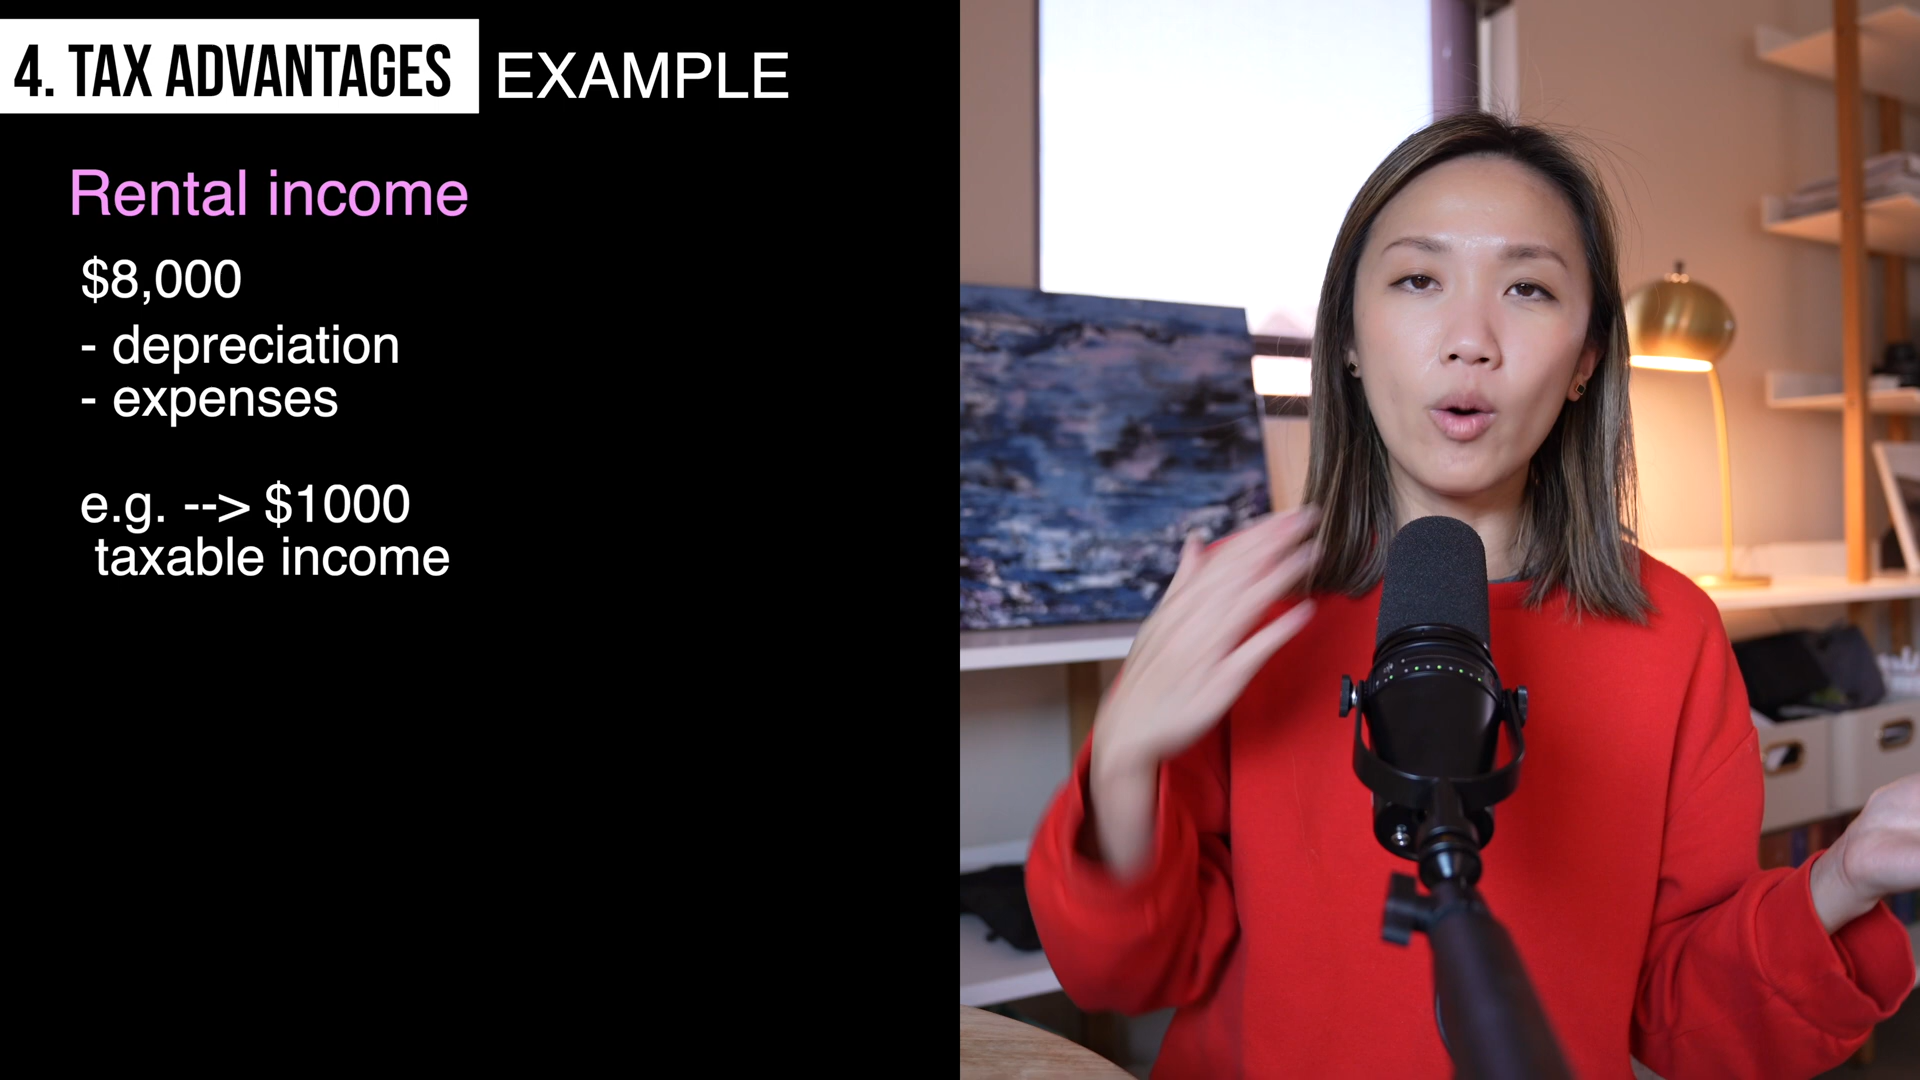 4. TAX ADVANTAGES EXAMPLE
Rental income
$8,000
- depreciation
- expenses
e.g. --> $1000
taxable income